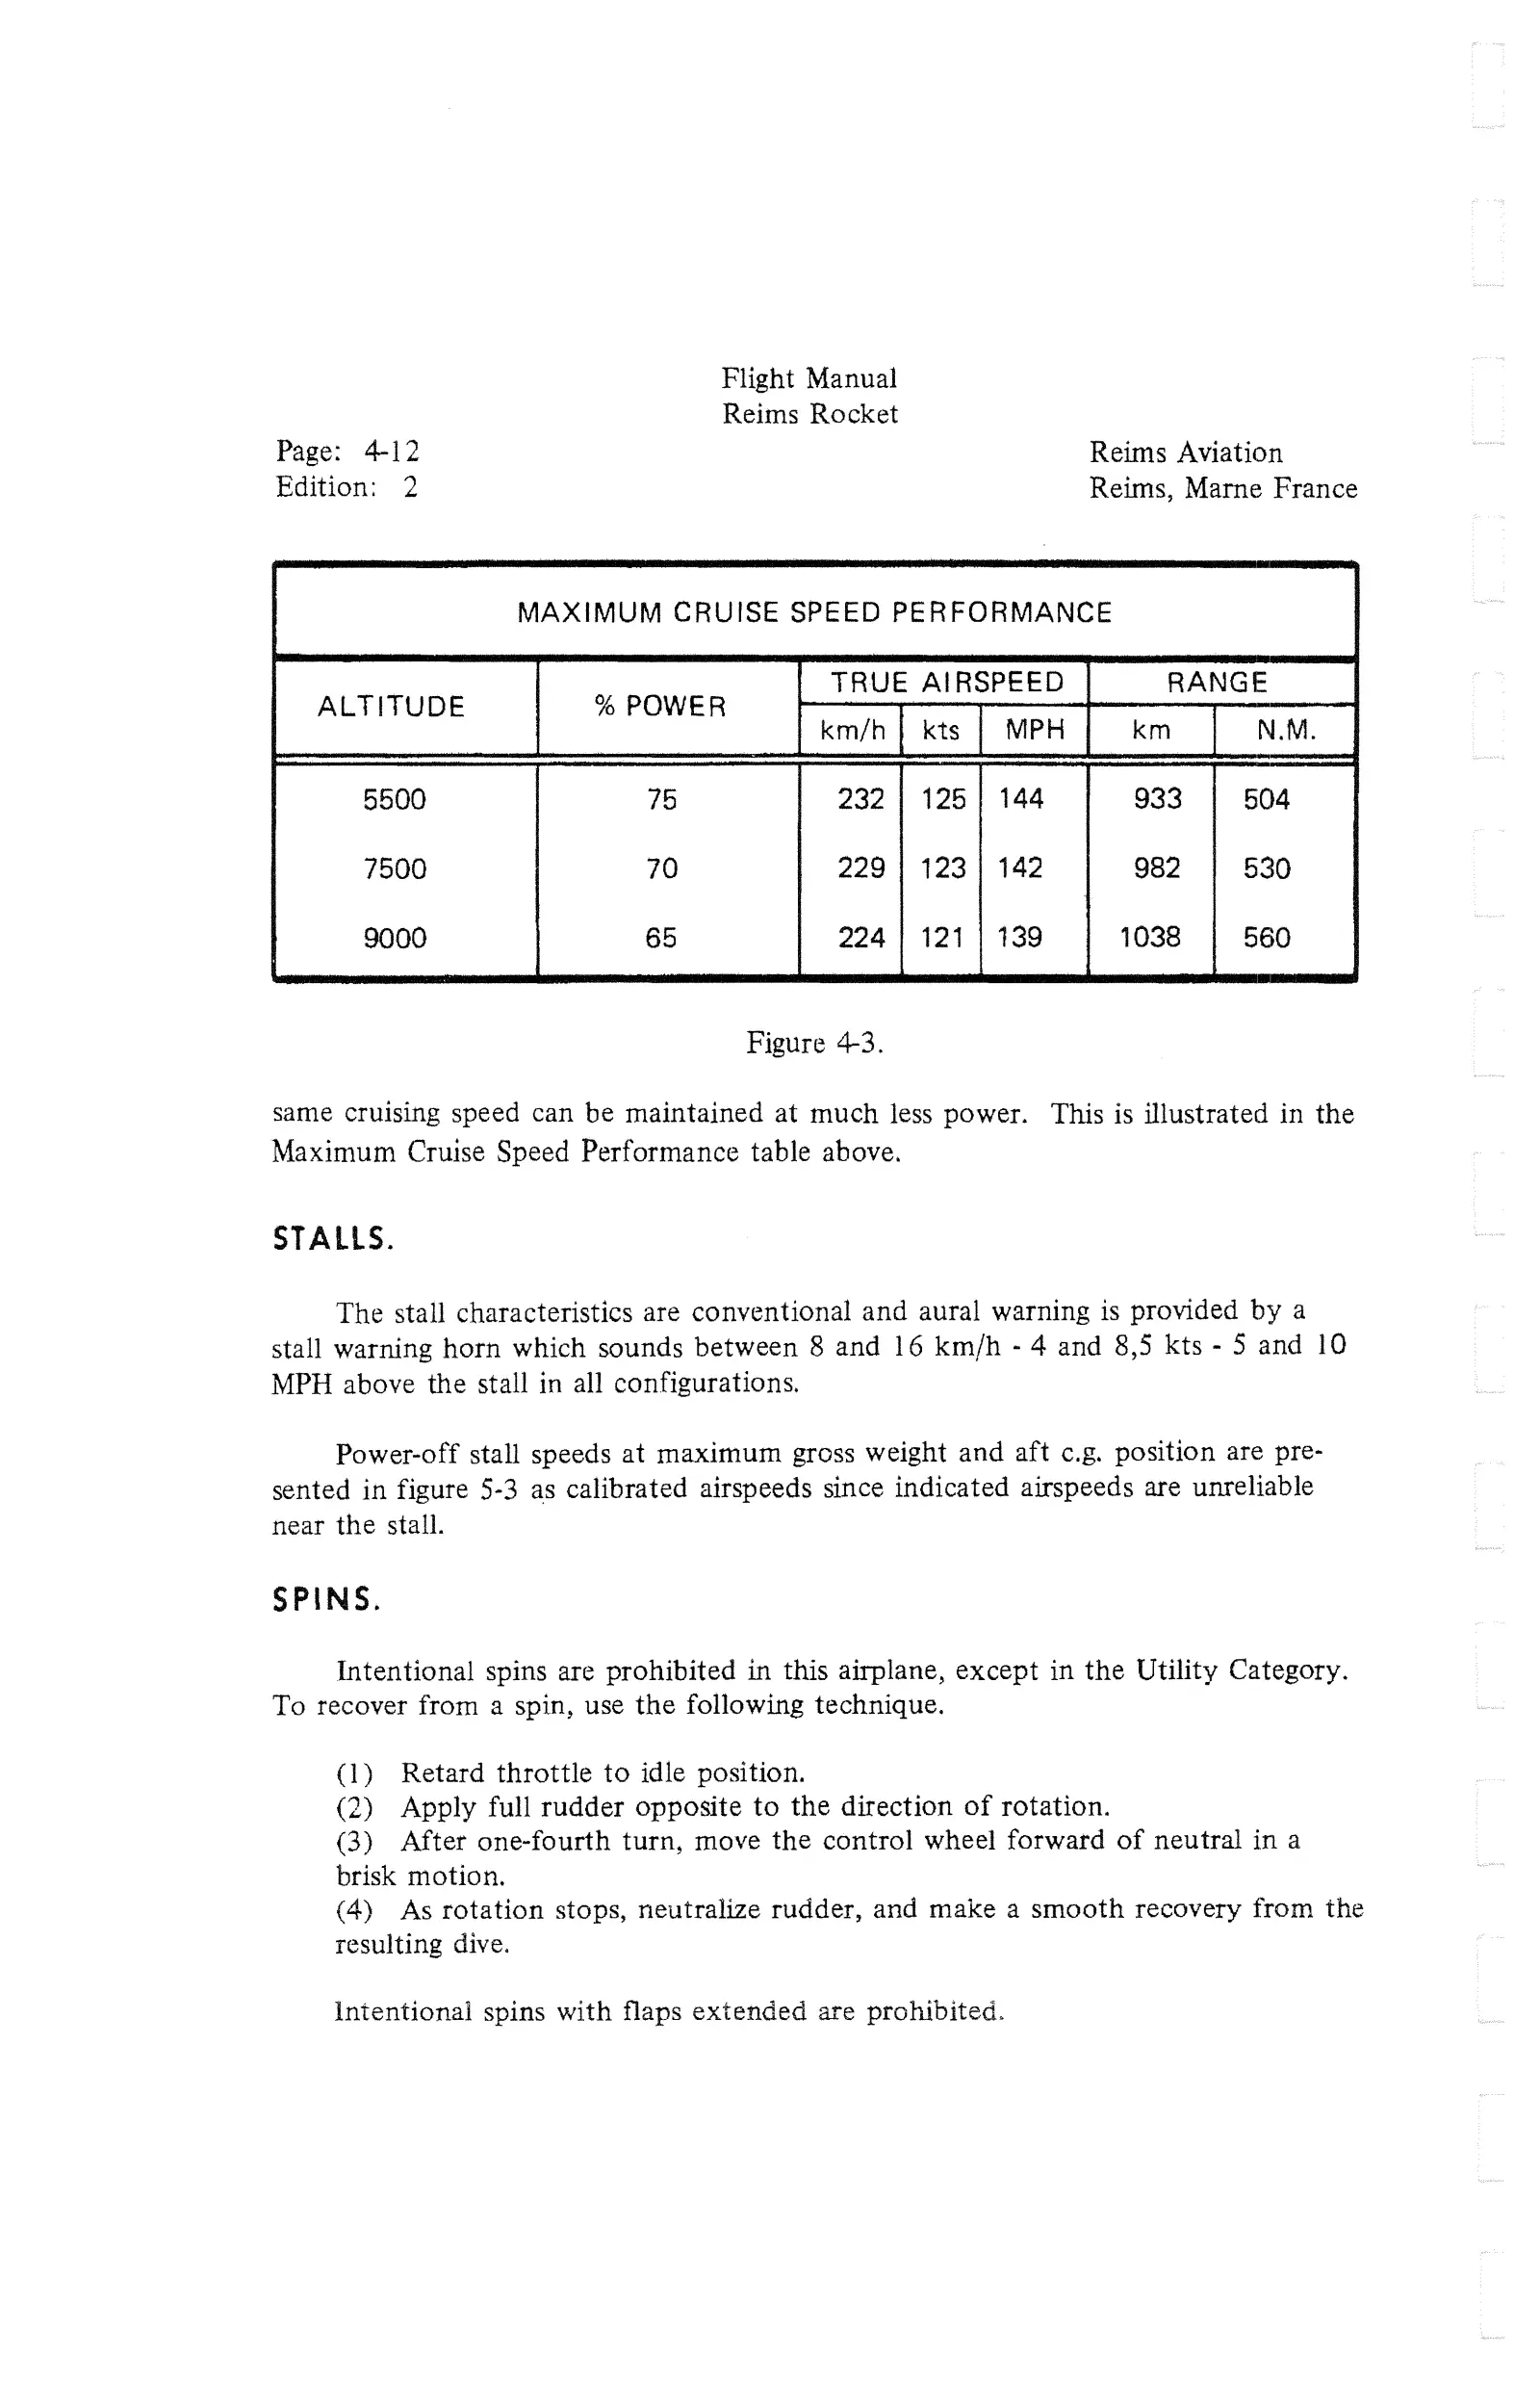 Flight Manual
Reims Rocket
Page: 4-12
Edition: 2
Reims Aviation
Reims, Marne France
MAXIMUM CRUISE SPEED PERFORMANCE
ALTITUDE % POWER TRUE AIRSPEED RANGE
km/h kts MPH km N.M.
5500 75 232 125 144 933 504
7500 70 229 123 142 982 530
9000 65 224 121 139 1038 560
Figure 4-3.
same cruising speed can be maintained at much less power. This is illustrated in the
Maximum Cruise Speed Performance table above.
STALLS.
The stall characteristics are conventional and aural warning is provided by a
stall warning horn which sounds between 8 and 16 km/h - 4 and 8,5 kts - 5 and 10
MPH above the stall in all configurations.
Power-off stall speeds at maximum gross weight and aft c.g. position are pre-
sented in figure 5-3 as calibrated airspeeds since indicated airspeeds are unreliable
near the stall.
SPINS.
Intentional spins are prohibited in this airplane, except in the Utility Category.
To recover from a spin, use the following technique.
(1) Retard throttle to idle position.
(2) Apply full rudder opposite to the direction of rotation.
(3) After one-fourth turn, move the control wheel forward of neutral in a
brisk motion.
(4) As rotation stops, neutralize rudder, and make a smooth recovery from the
resulting dive.
Intentional spins with flaps extended are prohibited.